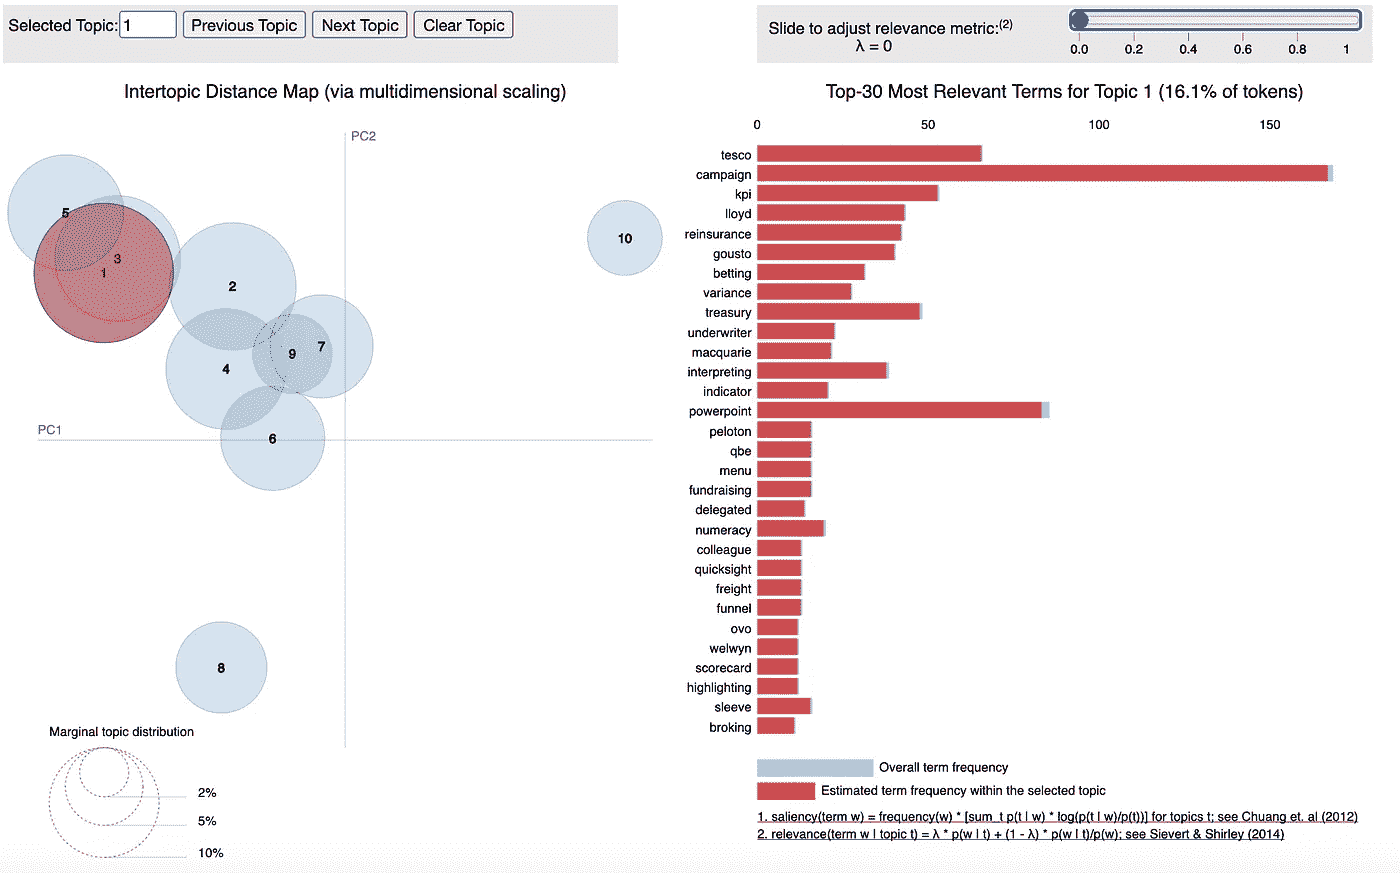 Selected Topic: 1 Previous Topic Next Topic Clear Topic
Slide to adjust relevance metric:(2)
λ = 0
0.0 0.2 0.4 0.6 0.8 1
Intertopic Distance Map (via multidimensional scaling)
PC2
5
3
1
2
10
9
7
4
PC1
6
8
Marginal topic distribution
2%
5%
10%
Top-30 Most Relevant Terms for Topic 1 (16.1% of tokens)
0 50 100 150
tesco
campaign
kpi
lloyd
reinsurance
gousto
betting
variance
treasury
underwriter
macquarie
interpreting
indicator
powerpoint
peloton
qbe
menu
fundraising
delegated
numeracy
colleague
quicksight
freight
funnel
ovo
welwyn
scorecard
highlighting
sleeve
broking
Overall term frequency
Estimated term frequency within the selected topic
1. saliency(term w) = frequency(w) * [sum_t p(t | w) * log(p(t | w)/p(t))] for topics t; see Chuang et. al (2012)
2. relevance(term w | topic t) = λ * p(w | t) + (1 - λ) * p(w | t)/p(w); see Sievert & Shirley (2014)